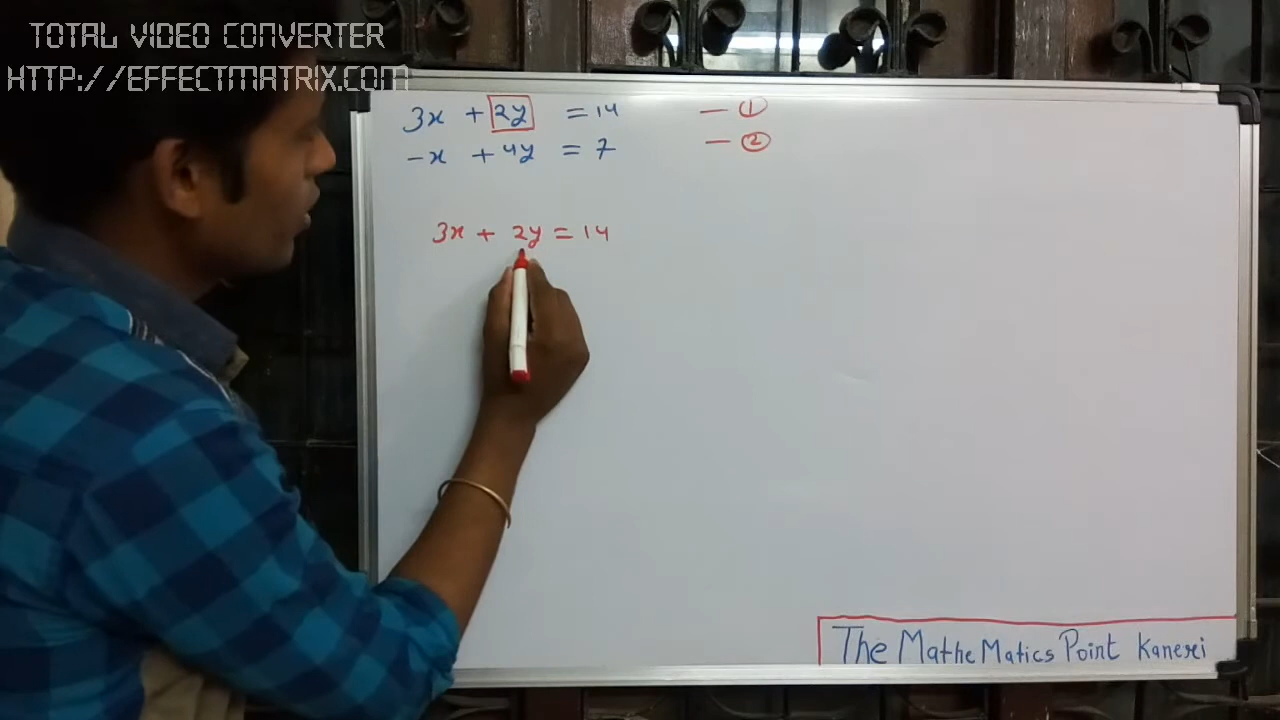 TOTAL VIDEO CONVERTER
HTTP://EFFECTMATRIX.COM
3x + 2y = 14 — ①
-x + 4y = 7 — ②
3x + 2y = 14
The MatheMatics Point Kaneri